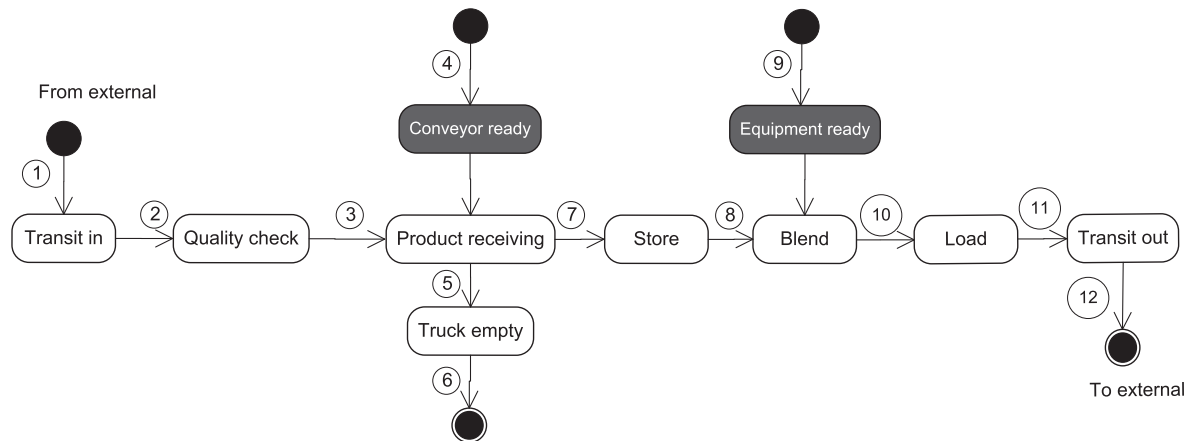 4
9
From external
Conveyor ready
Equipment ready
1
2
3
7
8
10
11
Transit in
Quality check
Product receiving
Store
Blend
Load
Transit out
5
12
Truck empty
6
To external